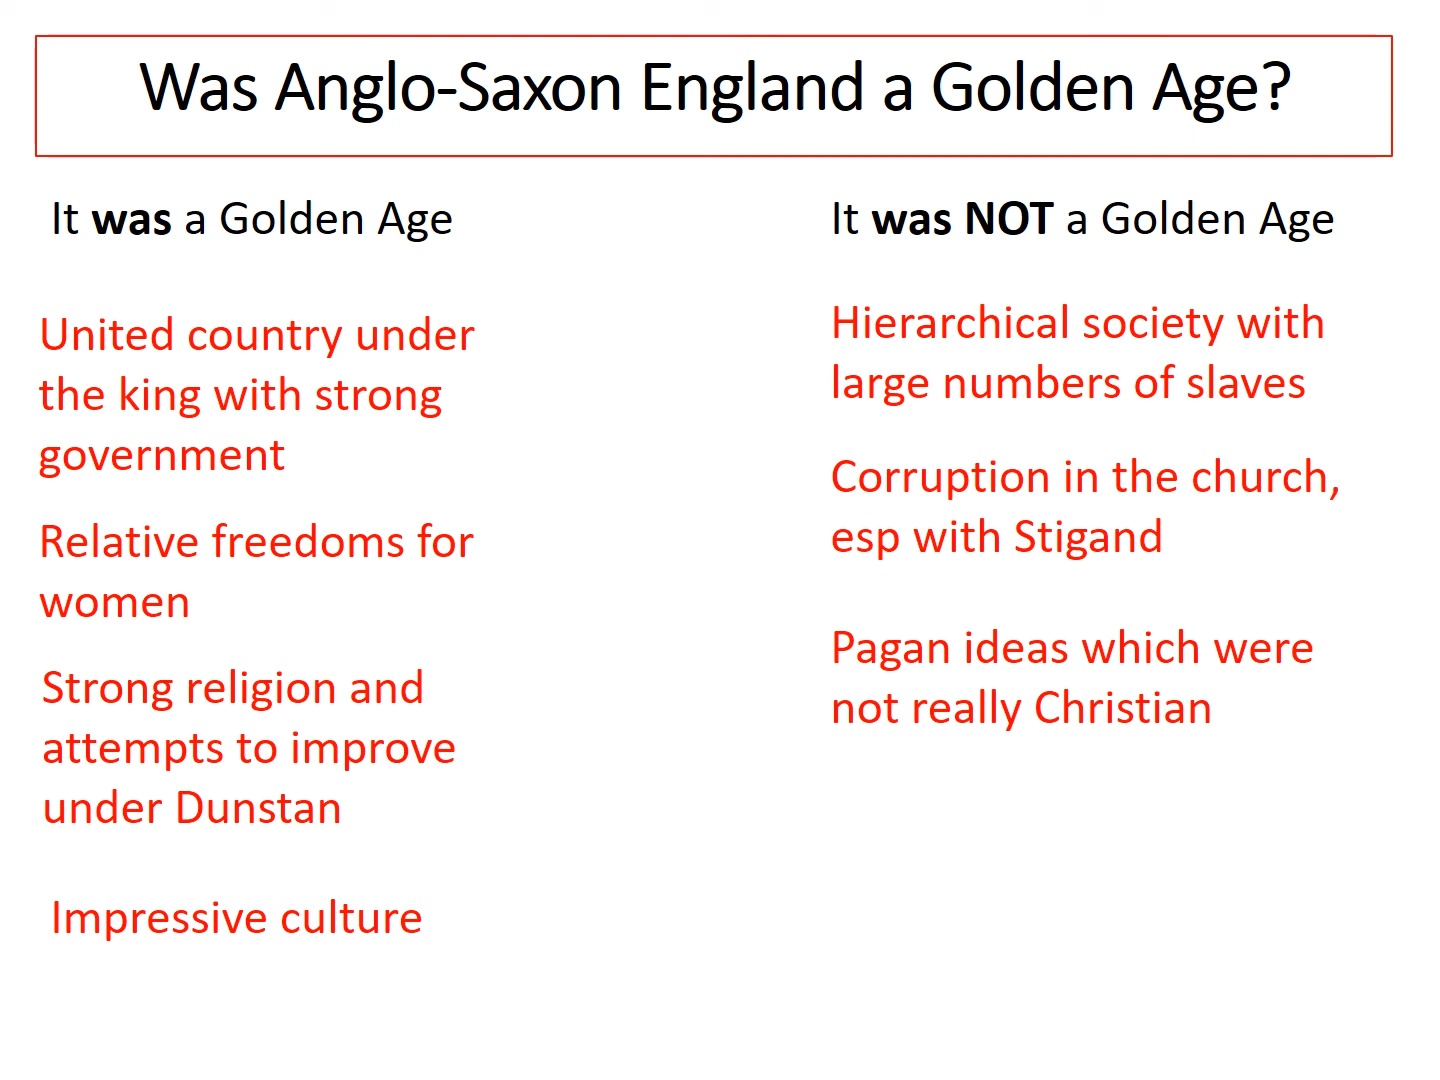 Was Anglo-Saxon England a Golden Age?
It was a Golden Age
United country under
the king with strong
government
Relative freedoms for
women
Strong religion and
attempts to improve
under Dunstan
Impressive culture
It was NOT a Golden Age
Hierarchical society with
large numbers of slaves
Corruption in the church,
esp with Stigand
Pagan ideas which were
not really Christian